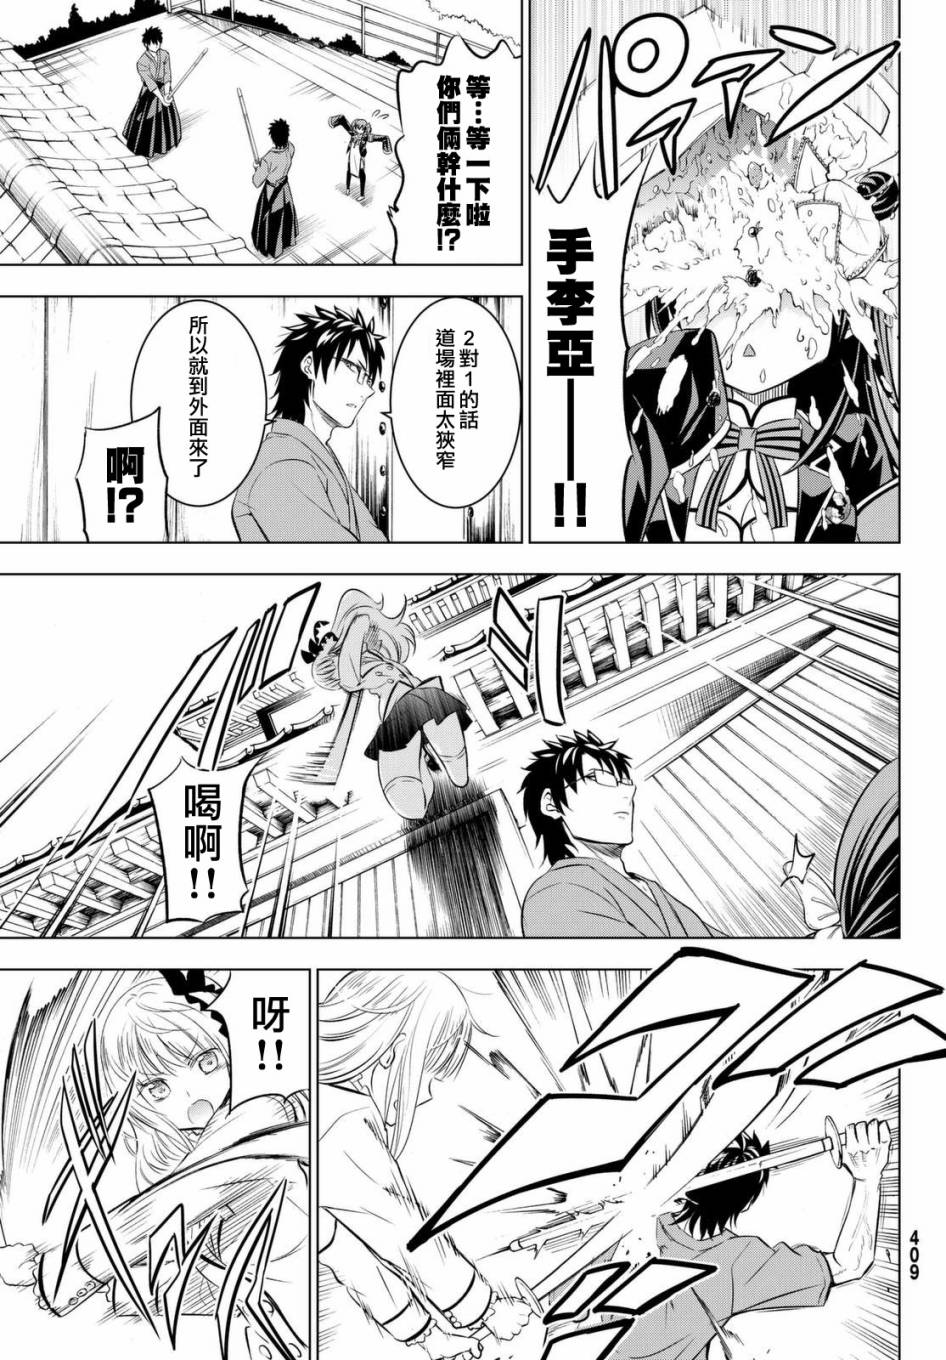 パァン
手李亞——!!
等…等一下啦
你們倆幹什麼!?
2對1的話
道場裡面太狹窄
所以就到外面來了
啊!?
喝啊!!
呀!!
409